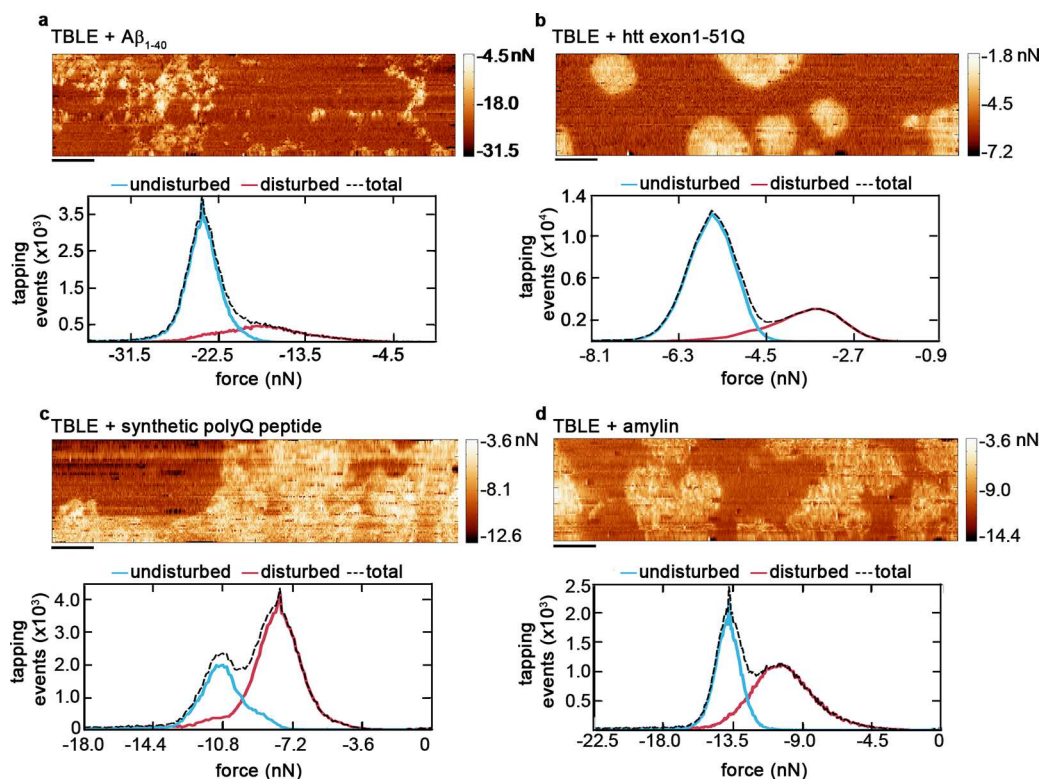 a
TBLE + Aβ1-40
-4.5 nN
-18.0
-31.5
undisturbed disturbed total
tapping
events (x10³)
3.5
2.5
1.5
0.5
-31.5 -22.5 -13.5 -4.5
force (nN)
b
TBLE + htt exon1-51Q
-1.8 nN
-4.5
-7.2
undisturbed disturbed total
tapping
events (x10⁴)
1.4
1.0
0.6
0.2
-8.1 -6.3 -4.5 -2.7 -0.9
force (nN)
c
TBLE + synthetic polyQ peptide
-3.6 nN
-8.1
-12.6
undisturbed disturbed total
tapping
events (x10³)
4.0
3.0
2.0
1.0
0
-18.0 -14.4 -10.8 -7.2 -3.6 0
force (nN)
d
TBLE + amylin
-3.6 nN
-9.0
-14.4
undisturbed disturbed total
tapping
events (x10³)
2.5
2.0
1.5
1.0
0.5
-22.5 -18.0 -13.5 -9.0 -4.5 0
force (nN)